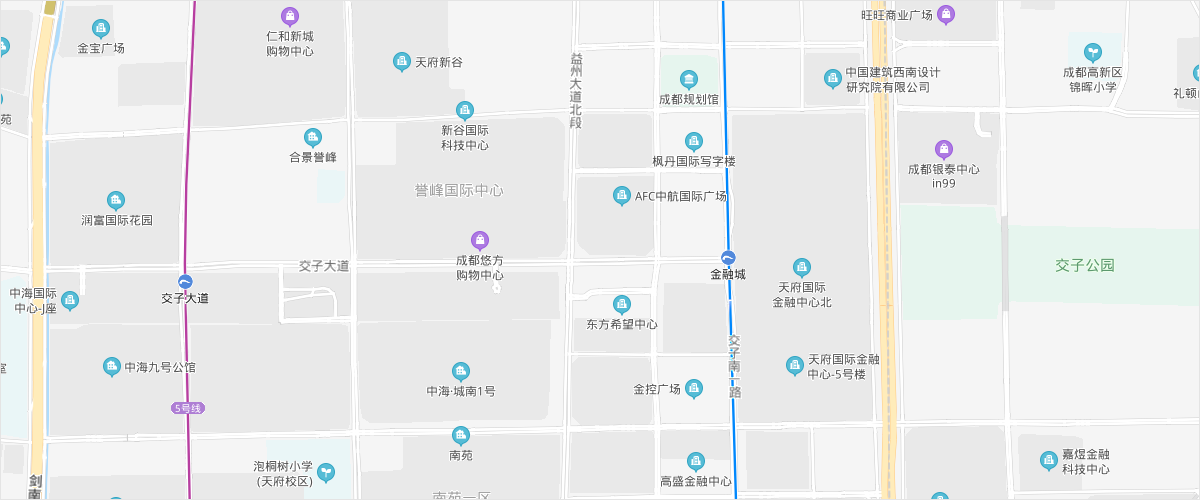 旺旺商业广场
仁和新城
购物中心
金宝广场
天府新谷
益州大道北段
中国建筑西南设计
研究院有限公司
成都高新区
锦晖小学
礼顿
成都规划馆
苑
新谷国际
科技中心
合景誉峰
枫丹国际写字楼
成都银泰中心
in99
誉峰国际中心
AFC中航国际广场
润富国际花园
成都悠方
购物中心
交子大道
金融城
交子公园
中海国际
中心-J座
交子大道
天府国际
金融中心北
东方希望中心
交子南一路
天府国际金融
中心-5号楼
室
中海九号公馆
中海·城南1号
金控广场
5号线
南苑
泡桐树小学
(天府校区)
高盛金融中心
嘉煜金融
科技中心
剑南
南苑一区